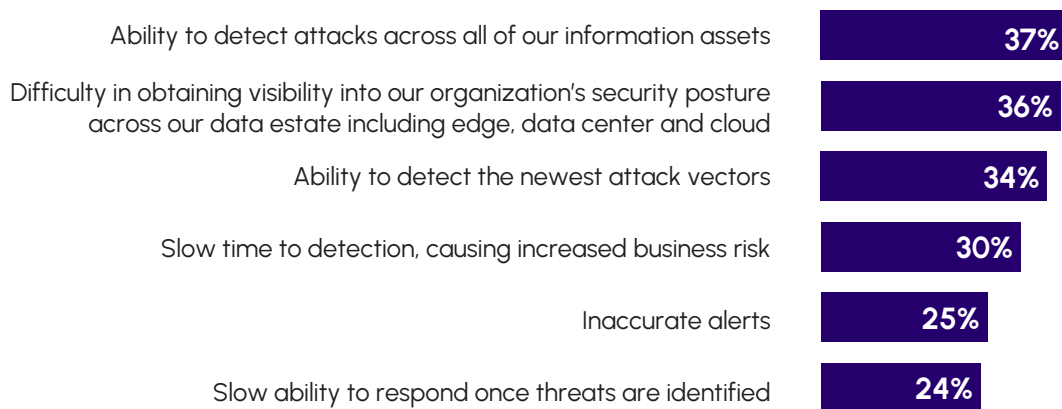 Ability to detect attacks across all of our information assets
37%
Difficulty in obtaining visibility into our organization’s security posture
across our data estate including edge, data center and cloud
36%
Ability to detect the newest attack vectors
34%
Slow time to detection, causing increased business risk
30%
Inaccurate alerts
25%
Slow ability to respond once threats are identified
24%